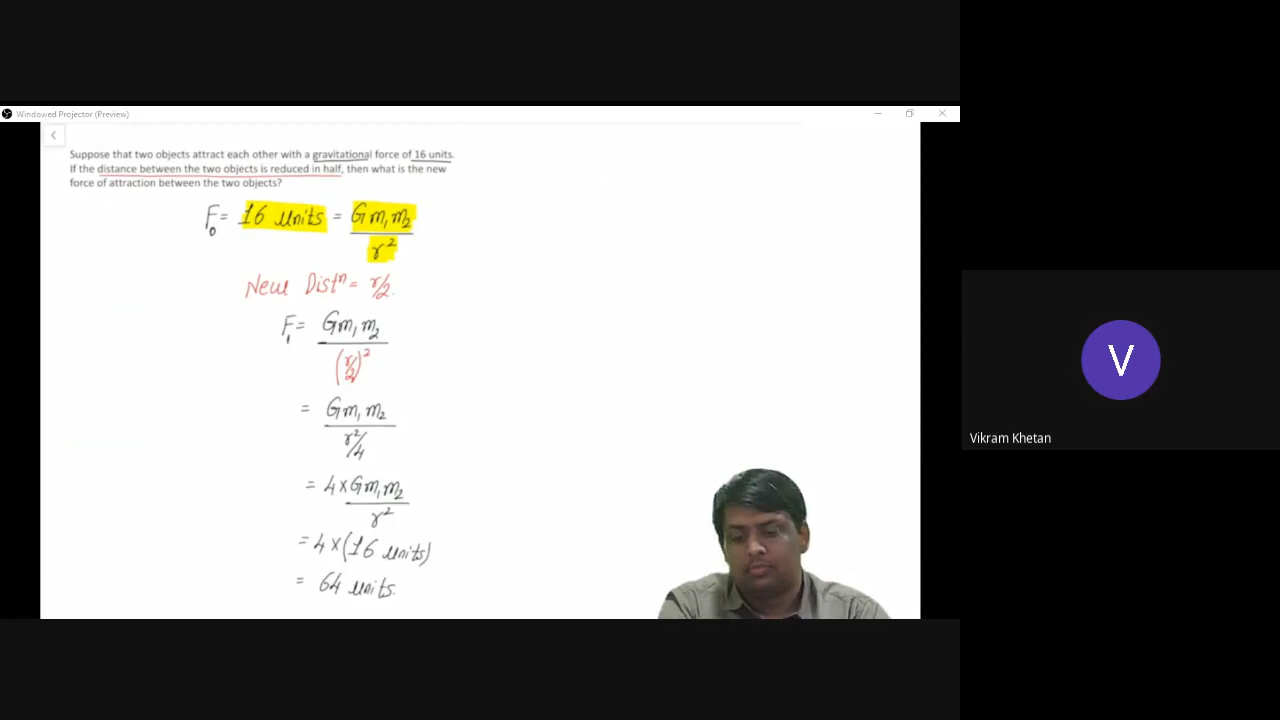 Windowed Projector (Preview)
Suppose that two objects attract each other with a gravitational force of 16 units.
If the distance between the two objects is reduced in half, then what is the new
force of attraction between the two objects?
F₀ = 16 units = Gm₁m₂ / r²
New Distⁿ = r/2.
F₁ = Gm₁m₂ / (r/2)²
= Gm₁m₂ / r²/4
= 4 × Gm₁m₂ / r²
= 4 × (16 units)
= 64 units.
V
Vikram Khetan